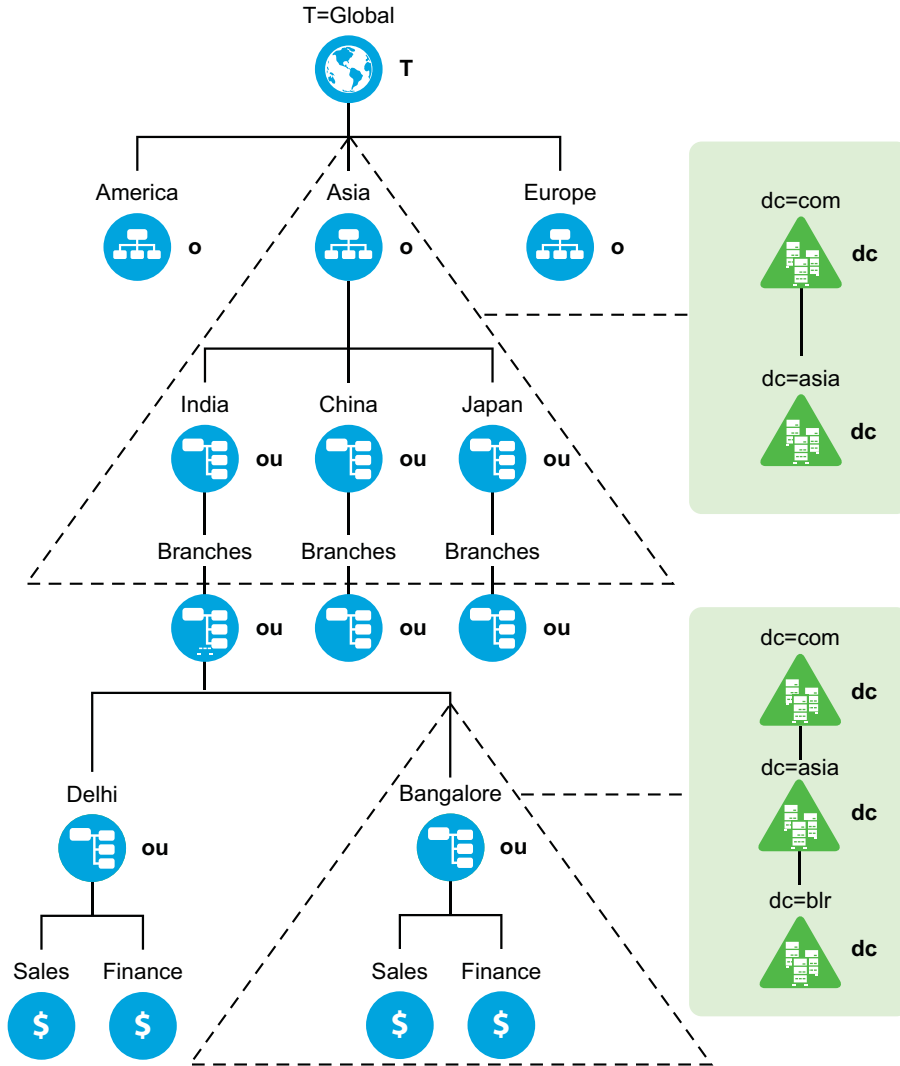 T=Global
T
America
Asia
Europe
o
o
o
dc=com
dc
dc=asia
dc
India
China
Japan
ou
ou
ou
Branches
Branches
Branches
ou
ou
ou
dc=com
dc
dc=asia
dc
dc=blr
dc
Delhi
Bangalore
ou
ou
Sales
Finance
Sales
Finance
$
$
$
$